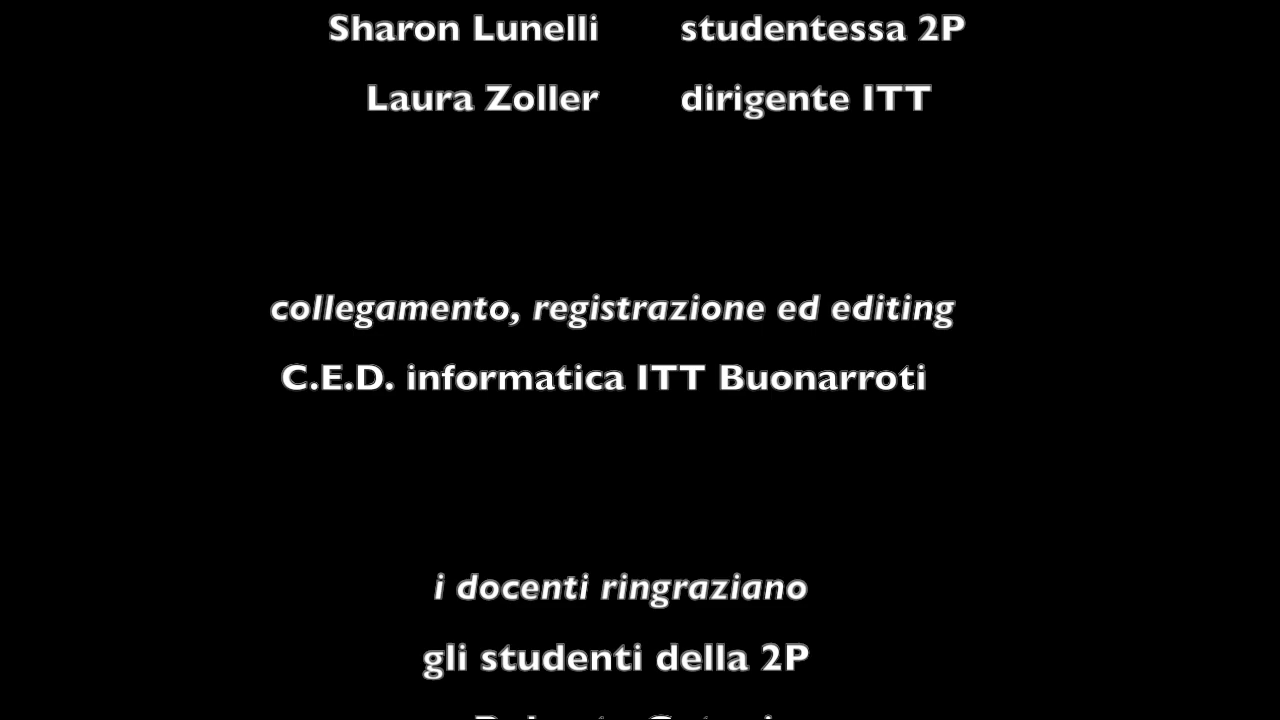 Sharon Lunelli studentessa 2P
Laura Zoller dirigente ITT
collegamento, registrazione ed editing
C.E.D. informatica ITT Buonarroti
i docenti ringraziano
gli studenti della 2P